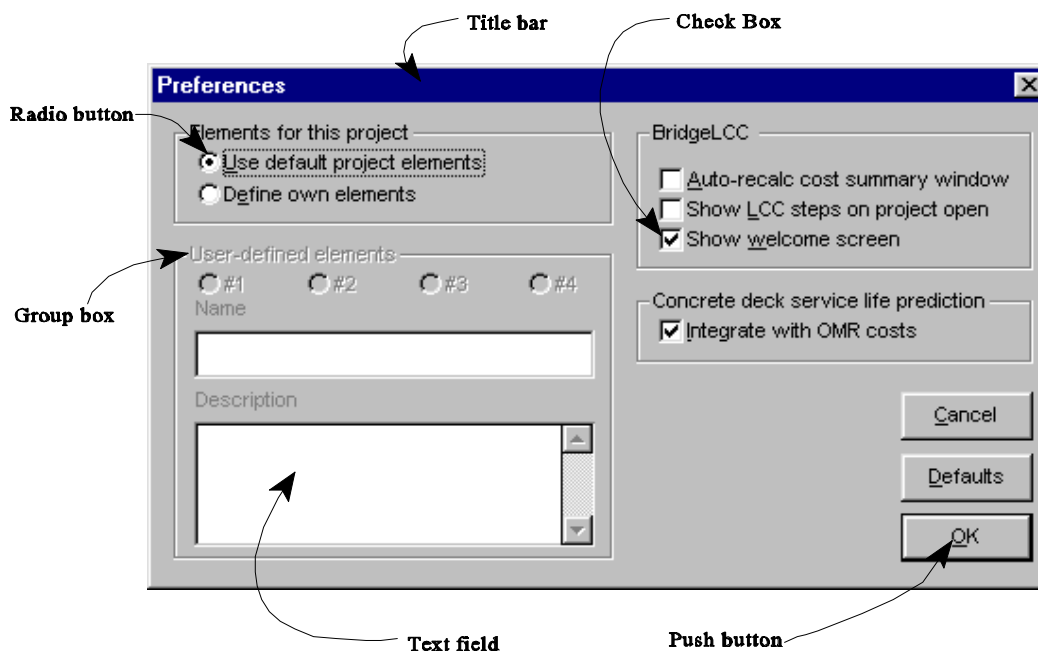 Title bar
Check Box
Preferences
Radio button
Elements for this project
Use default project elements
Define own elements
BridgeLCC
Auto-recalc cost summary window
Show LCC steps on project open
Show welcome screen
User-defined elements
#1 #2 #3 #4
Group box
Name
Concrete deck service life prediction
Integrate with OMR costs
Description
Cancel
Defaults
OK
Text field
Push button